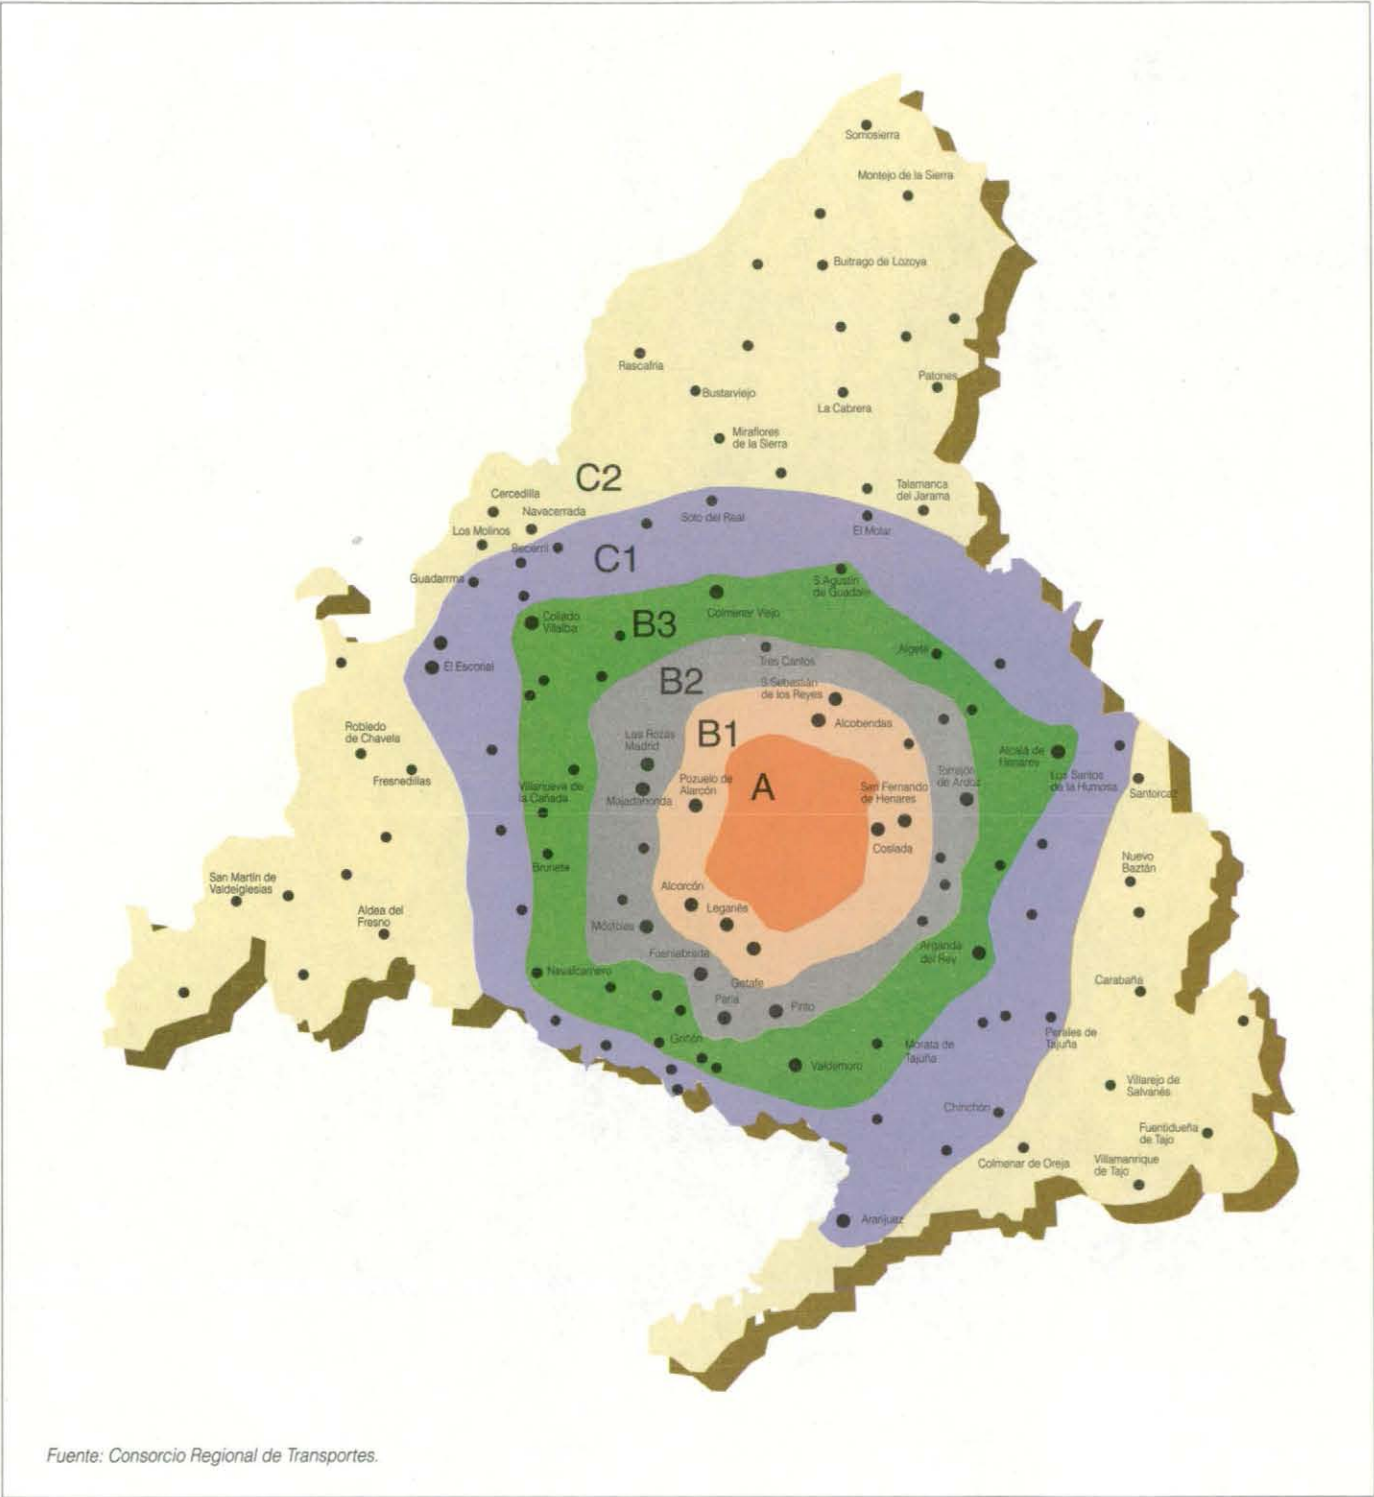 Somosierra
Montejo de la Sierra
Buitrago de Lozoya
Rascafria
Patones
Bustarviejo
La Cabrera
Miraflores
de la Sierra
C2
Talamanca
del Jarama
Cercedilla
Navacerrada
Soto del Real
Los Molinos
El Molar
Becerril
C1
Guadarrma
S.Agustín
de Guadalix
Collado
Villalba
Colmenar Viejo
B3
Algete
Tres Cantos
El Escorial
B2
S.Sebastián
de los Reyes
Alcobendas
Robledo
de Chavela
Las Rozas
Madrid
B1
Alcalá de
Henares
Fresnedillas
Pozuelo de
Alarcón
A
San Fernando
de Henares
Torrejón
de Ardoz
Los Santos
de la Humosa
Santorcaz
Villanueva de
la Cañada
Majadahonda
Coslada
Brunete
Nuevo
Baztán
San Martín de
Valdeiglesias
Alcorcón
Leganés
Aldea del
Fresno
Móstoles
Fuenlabrada
Arganda
del Rey
Navalcarnero
Getafe
Carabaña
Parla
Pinto
Griñón
Morata de
Tajuña
Perales de
Tajuña
Valdemoro
Villarejo de
Salvanés
Chinchón
Fuentidueña
de Tajo
Colmenar de Oreja
Villamanrique
de Tajo
Aranjuez
Fuente: Consorcio Regional de Transportes.